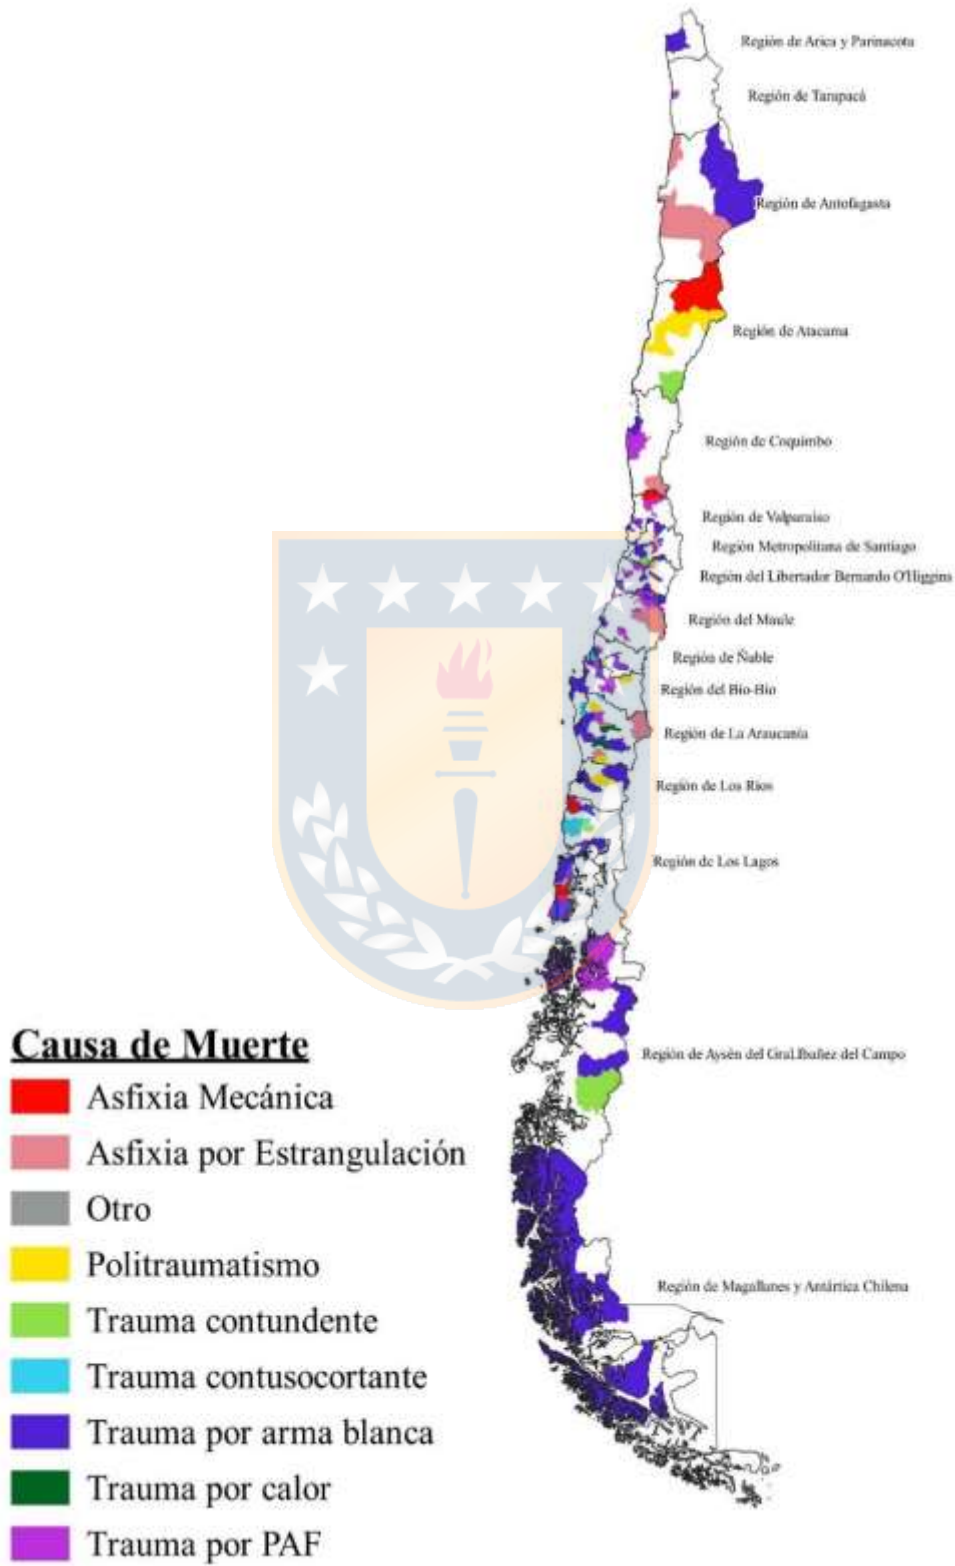 Región de Arica y Parinacota
Región de Tarapacá
Región de Antofagasta
Región de Atacama
Región de Coquimbo
Región de Valparaíso
Región Metropolitana de Santiago
Región del Libertador Bernardo O'Higgins
Región del Maule
Región de Ñuble
Región del Bío-Bío
Región de La Araucanía
Región de Los Ríos
Región de Los Lagos
Región de Aysén del Gral.Ibañez del Campo
Región de Magallanes y Antártica Chilena
Causa de Muerte
Asfixia Mecánica
Asfixia por Estrangulación
Otro
Politraumatismo
Trauma contundente
Trauma contusocortante
Trauma por arma blanca
Trauma por calor
Trauma por PAF